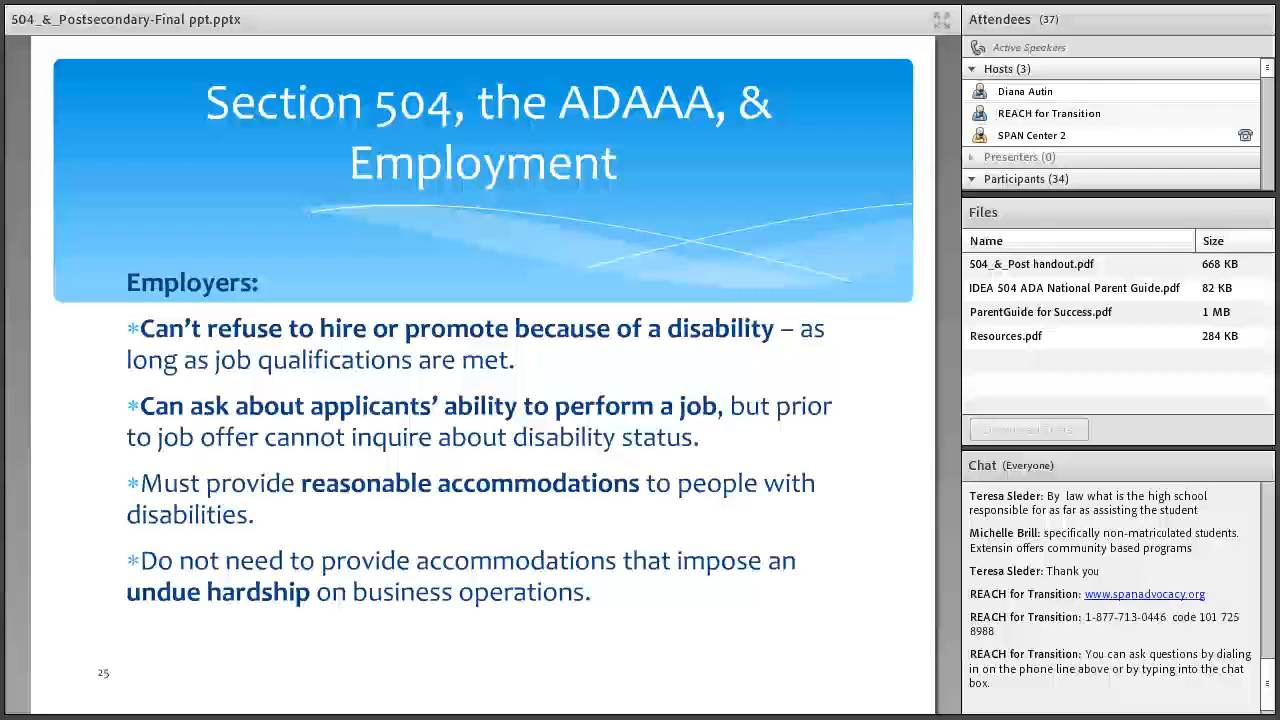 504_&_Postsecondary-Final ppt.pptx
Section 504, the ADAAA, &
Employment
Employers:
*Can't refuse to hire or promote because of a disability – as
long as job qualifications are met.
*Can ask about applicants' ability to perform a job, but prior
to job offer cannot inquire about disability status.
*Must provide reasonable accommodations to people with
disabilities.
*Do not need to provide accommodations that impose an
undue hardship on business operations.
25
Attendees (37)
Active Speakers
Hosts (3)
Diana Autin
REACH for Transition
SPAN Center 2
Presenters (0)
Participants (34)
Files
Name Size
504_&_Post handout.pdf 668 KB
IDEA 504 ADA National Parent Guide.pdf 82 KB
ParentGuide for Success.pdf 1 MB
Resources.pdf 284 KB
Chat (Everyone)
Teresa Sleder: By law what is the high school
responsible for as far as assisting the student
Michelle Brill: specifically non-matriculated students.
Extensin offers community based programs
Teresa Sleder: Thank you
REACH for Transition: www.spanadvocacy.org
REACH for Transition: 1-877-713-0446 code 101 725
8988
REACH for Transition: You can ask questions by dialing
in on the phone line above or by typing into the chat
box.